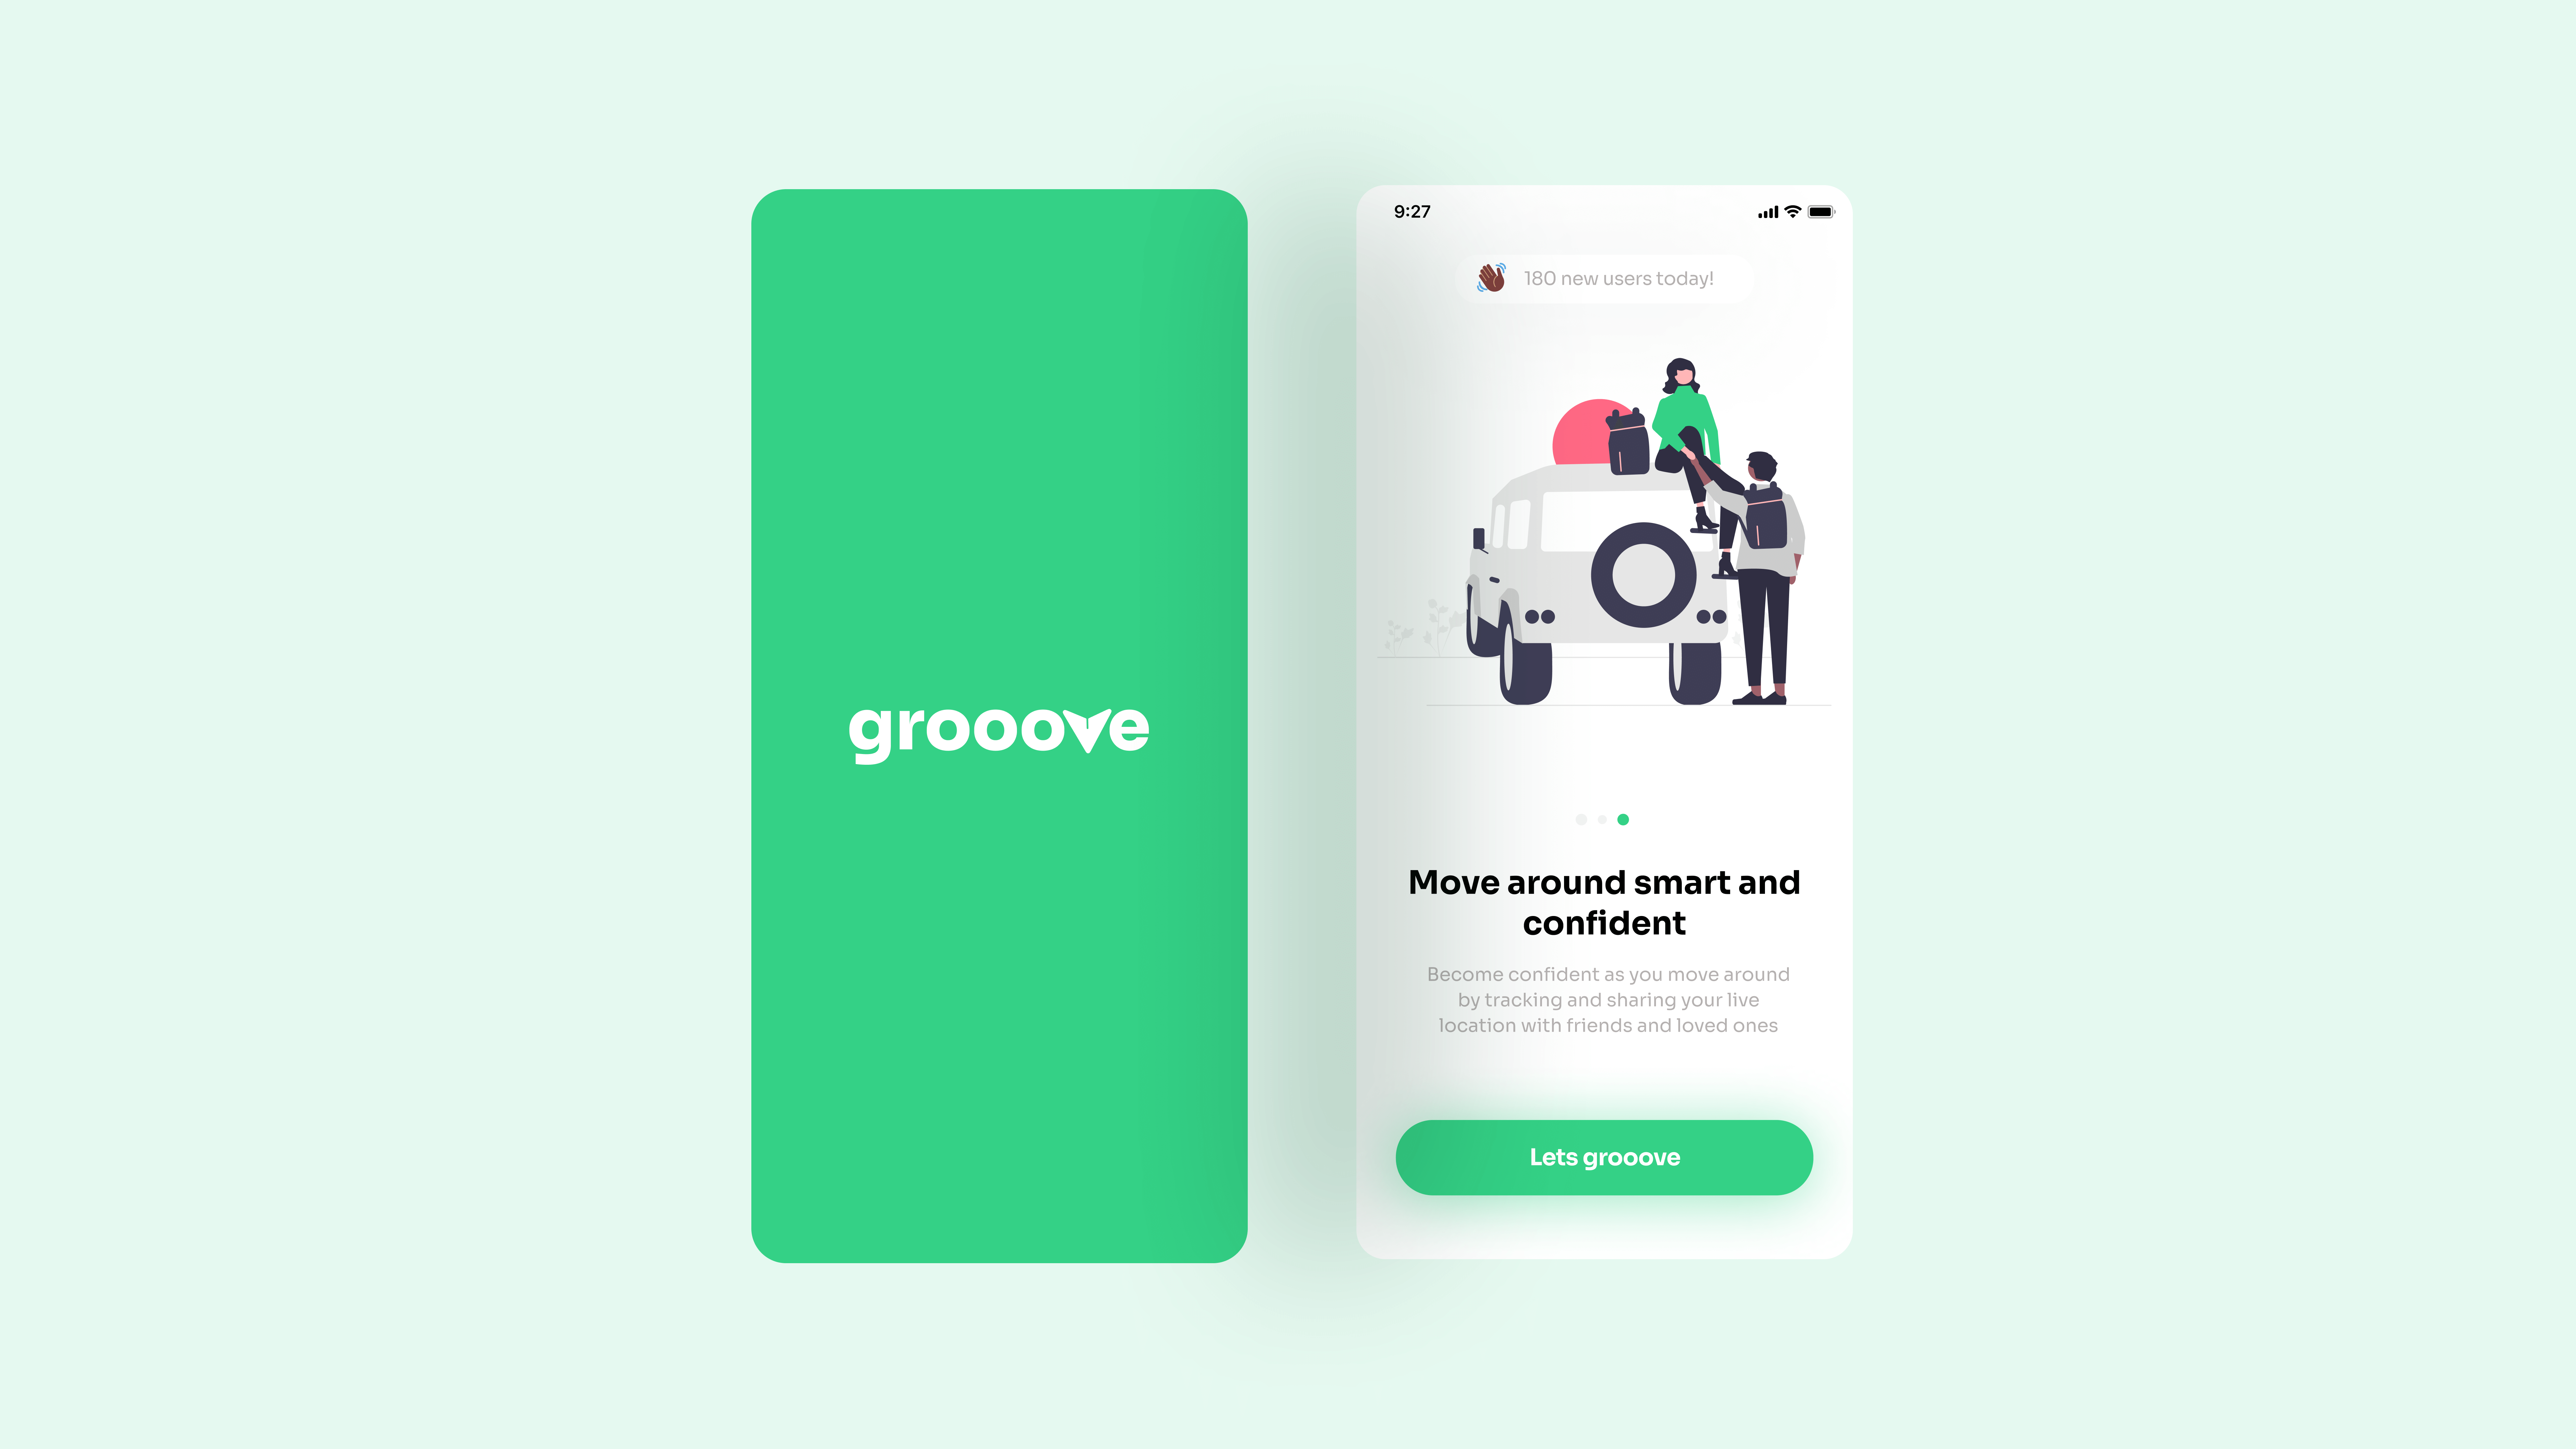 grooove
9:27
180 new users today!
Move around smart and
confident
Become confident as you move around
by tracking and sharing your live
location with friends and loved ones
Lets grooove